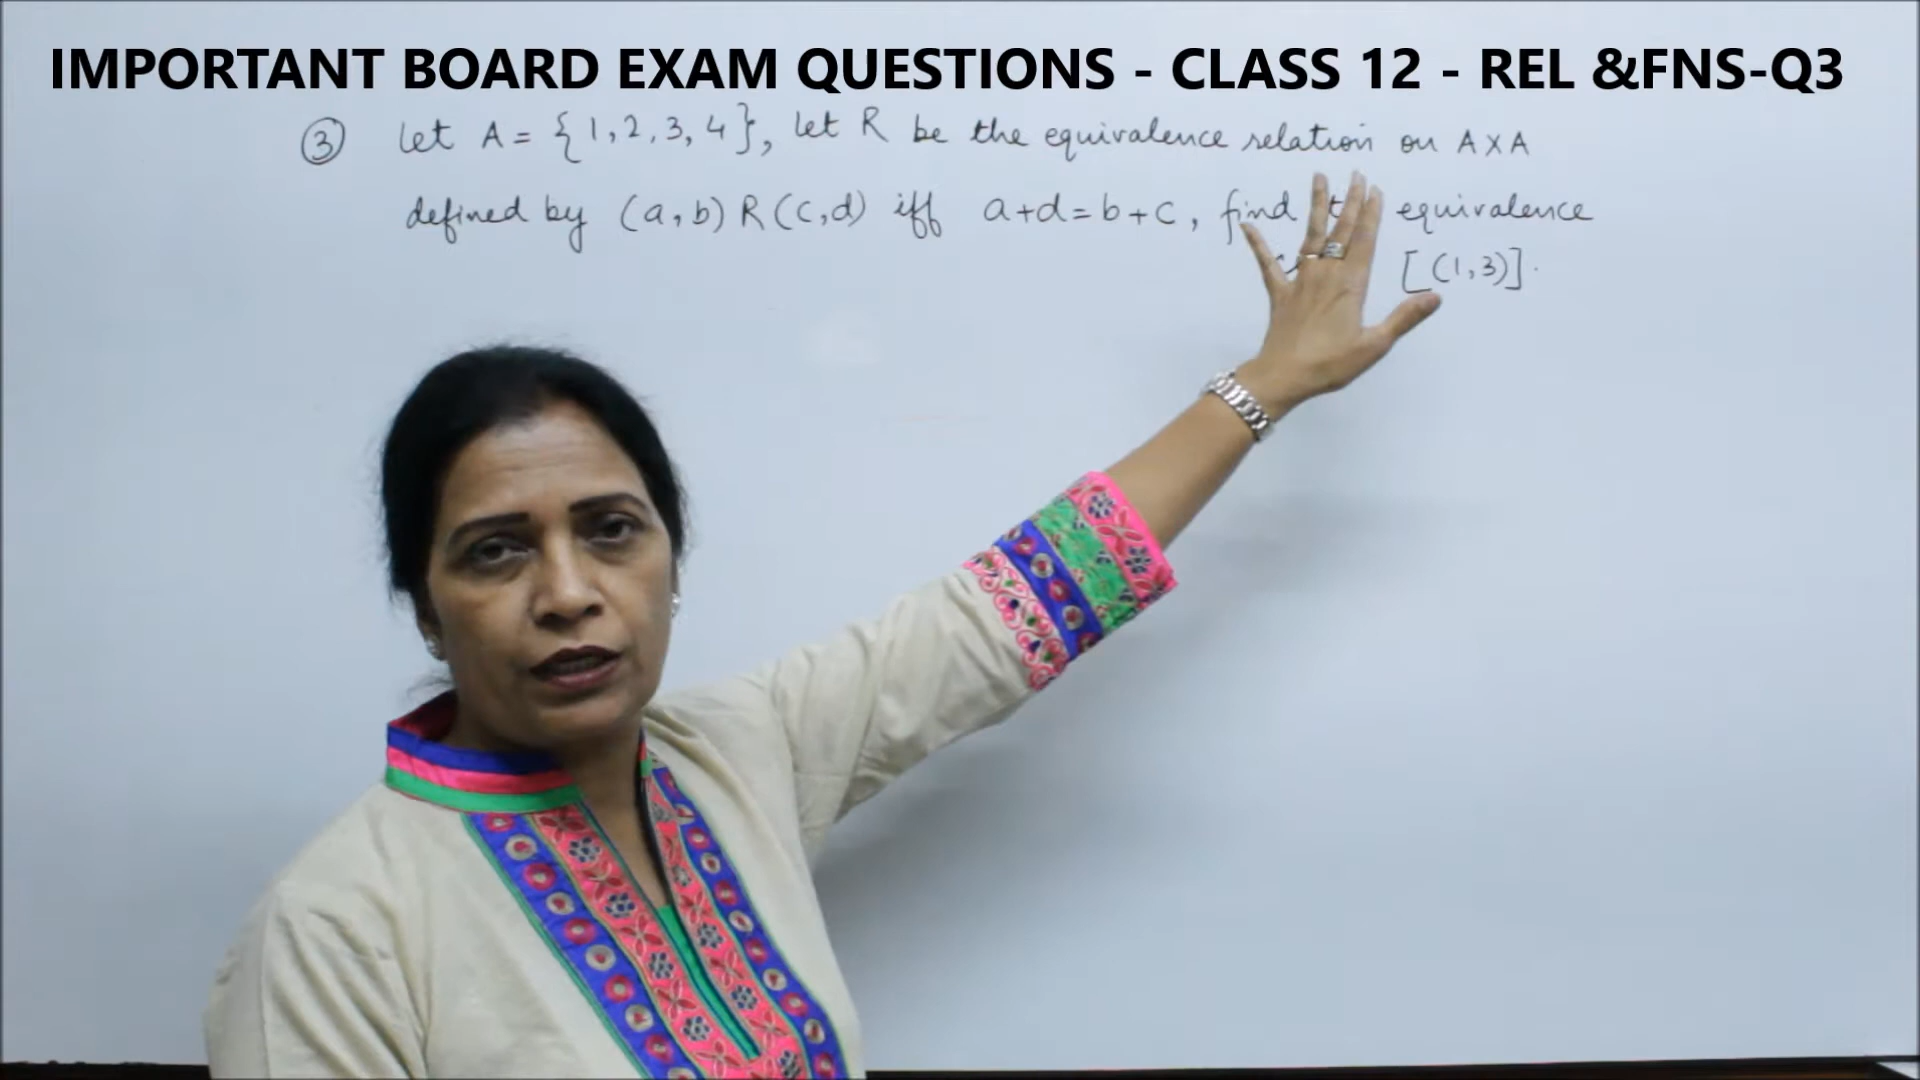 IMPORTANT BOARD EXAM QUESTIONS - CLASS 12 - REL &FNS-Q3
③ Let A = {1,2,3,4}, let R be the equivalence relation on A×A
defined by (a,b) R (c,d) iff a+d=b+c, find equivalence
[(1,3)].